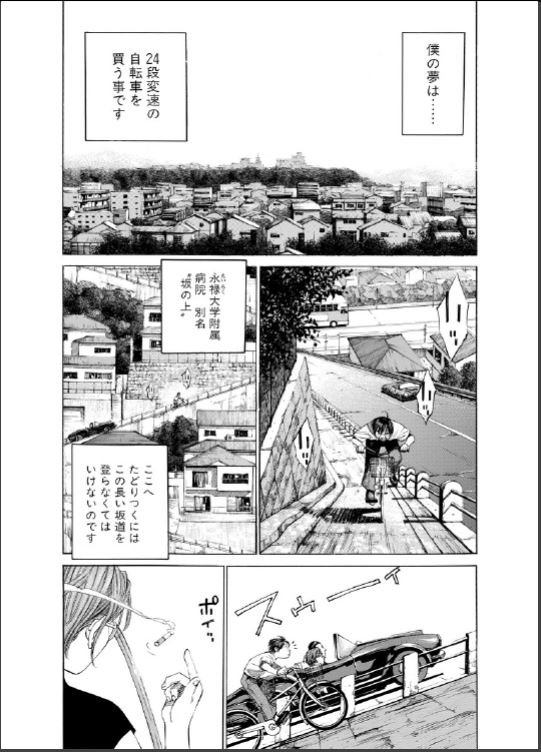 僕の夢は……
24段変速の
自転車を
買う事です
永禄大学附属
病院 別名
〝坂の上〟
ここへ
たどりつくには
この長い坂道を
登らなくては
いけないのです
スゥーィ
ポイッ